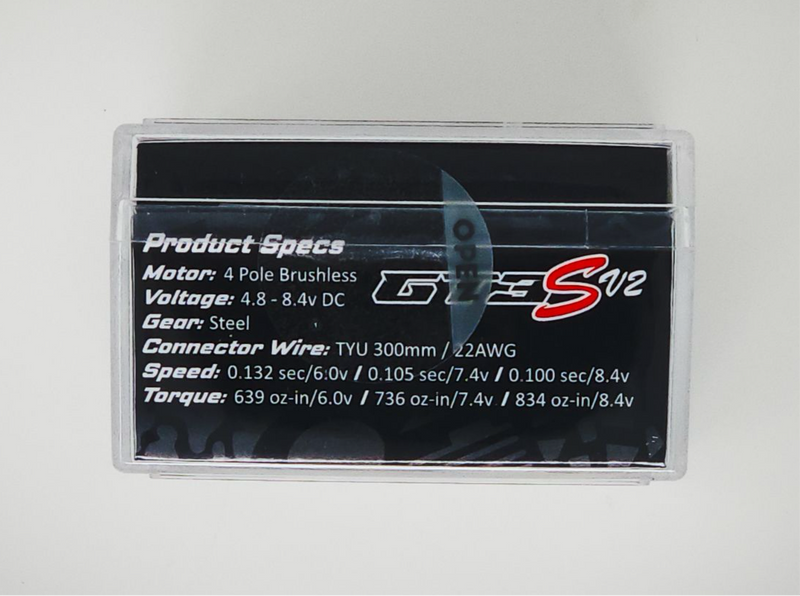 Product Specs
Motor: 4 Pole Brushless
Voltage: 4.8 - 8.4v DC
Gear: Steel
Connector Wire: TYU 300mm / 22AWG
Speed: 0.132 sec/6.0v / 0.105 sec/7.4v / 0.100 sec/8.4v
Torque: 639 oz-in/6.0v / 736 oz-in/7.4v / 834 oz-in/8.4v
GT3S V2
OPEN